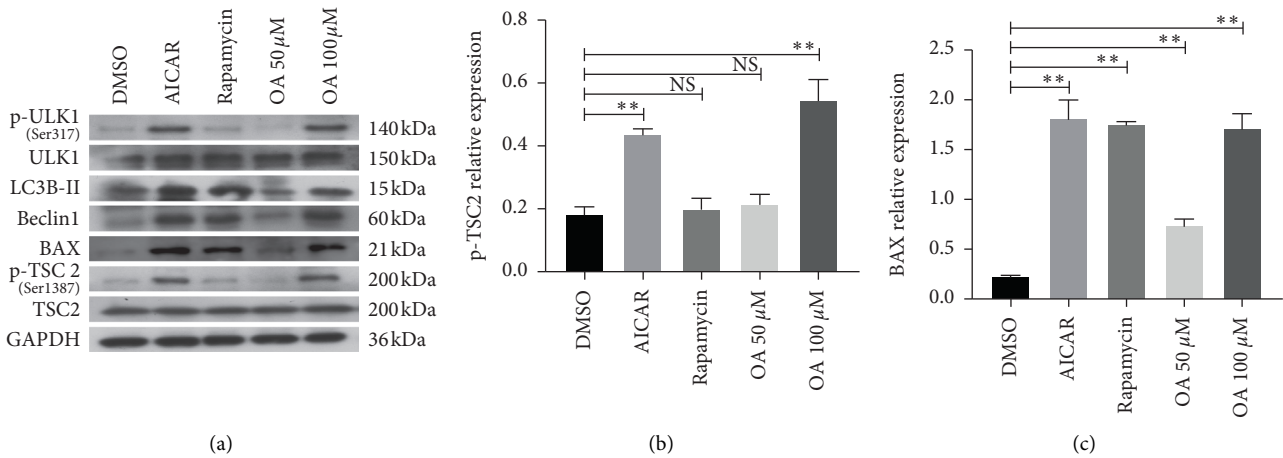 DMSO
AICAR
Rapamycin
OA 50 µM
OA 100 µM
p-ULK1
(Ser317)
140 kDa
ULK1
150 kDa
LC3B-II
15 kDa
Beclin1
60 kDa
BAX
21 kDa
p-TSC 2
(Ser1387)
200 kDa
TSC2
200 kDa
GAPDH
36 kDa
(a)
p-TSC2 relative expression
0.8
0.6
0.4
0.2
0.0
**
NS
NS
**
DMSO
AICAR
Rapamycin
OA 50 µM
OA 100 µM
(b)
BAX relative expression
2.5
2.0
1.5
1.0
0.5
0.0
**
**
**
**
DMSO
AICAR
Rapamycin
OA 50 µM
OA 100 µM
(c)